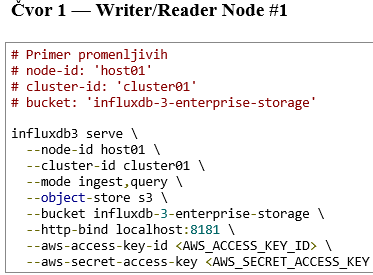 Čvor 1 — Writer/Reader Node #1
# Primer promenljivih
# node-id: 'host01'
# cluster-id: 'cluster01'
# bucket: 'influxdb-3-enterprise-storage'
influxdb3 serve \
--node-id host01 \
--cluster-id cluster01 \
--mode ingest,query \
--object-store s3 \
--bucket influxdb-3-enterprise-storage \
--http-bind localhost:8181 \
--aws-access-key-id <AWS_ACCESS_KEY_ID> \
--aws-secret-access-key <AWS_SECRET_ACCESS_KEY